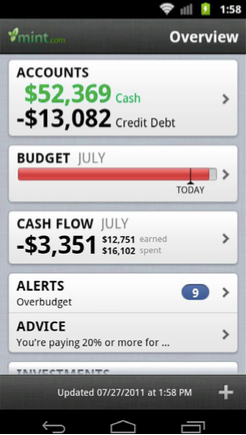 1:58
mint.com Overview
ACCOUNTS
$52,369 Cash
-$13,082 Credit Debt
BUDGET JULY
TODAY
CASH FLOW JULY
-$3,351 $12,751 earned
$16,102 spent
ALERTS
Overbudget 9
ADVICE
You're paying 20% or more for ...
INVESTMENTS
Updated 07/27/2011 at 1:58 PM